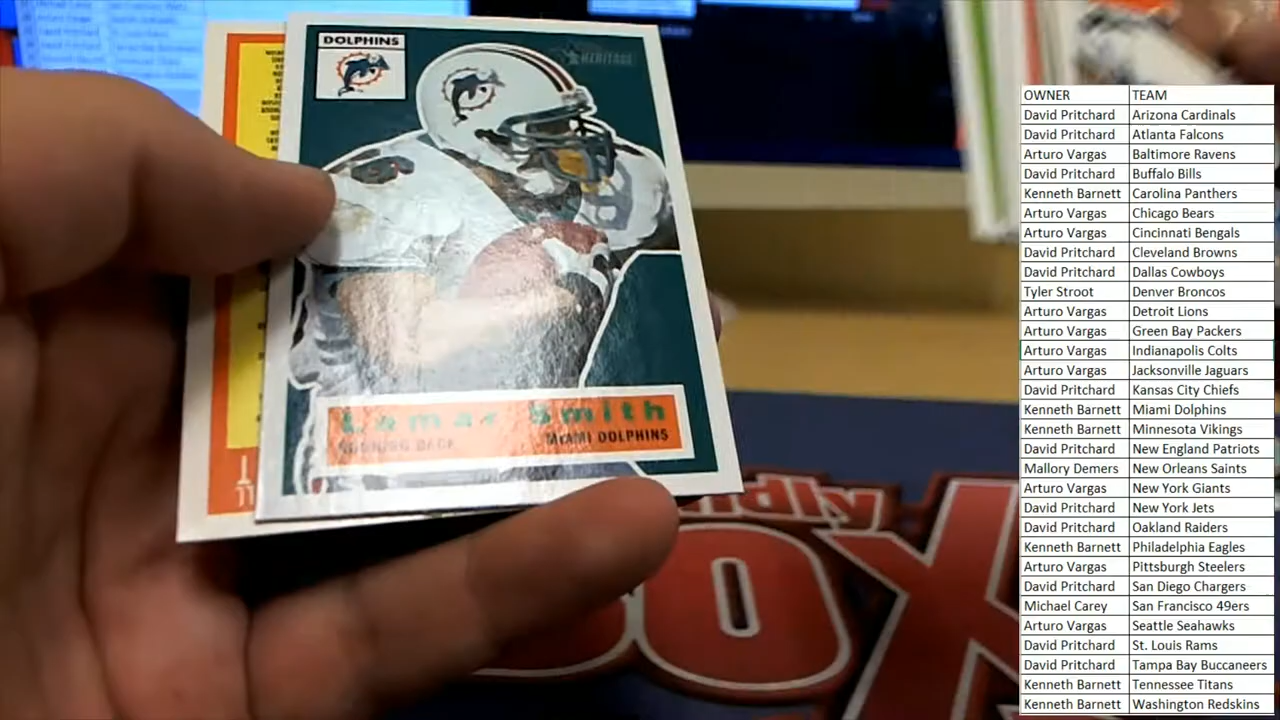 DOLPHINS
HERITAGE
Lamar Smith
RUNNING BACK
MIAMI DOLPHINS
ndly
OX
OWNER TEAM
David Pritchard Arizona Cardinals
David Pritchard Atlanta Falcons
Arturo Vargas Baltimore Ravens
David Pritchard Buffalo Bills
Kenneth Barnett Carolina Panthers
Arturo Vargas Chicago Bears
Arturo Vargas Cincinnati Bengals
David Pritchard Cleveland Browns
David Pritchard Dallas Cowboys
Tyler Stroot Denver Broncos
Arturo Vargas Detroit Lions
Arturo Vargas Green Bay Packers
Arturo Vargas Indianapolis Colts
Arturo Vargas Jacksonville Jaguars
David Pritchard Kansas City Chiefs
Kenneth Barnett Miami Dolphins
Kenneth Barnett Minnesota Vikings
David Pritchard New England Patriots
Mallory Demers New Orleans Saints
Arturo Vargas New York Giants
David Pritchard New York Jets
David Pritchard Oakland Raiders
Kenneth Barnett Philadelphia Eagles
Arturo Vargas Pittsburgh Steelers
David Pritchard San Diego Chargers
Michael Carey San Francisco 49ers
Arturo Vargas Seattle Seahawks
David Pritchard St. Louis Rams
David Pritchard Tampa Bay Buccaneers
Kenneth Barnett Tennessee Titans
Kenneth Barnett Washington Redskins